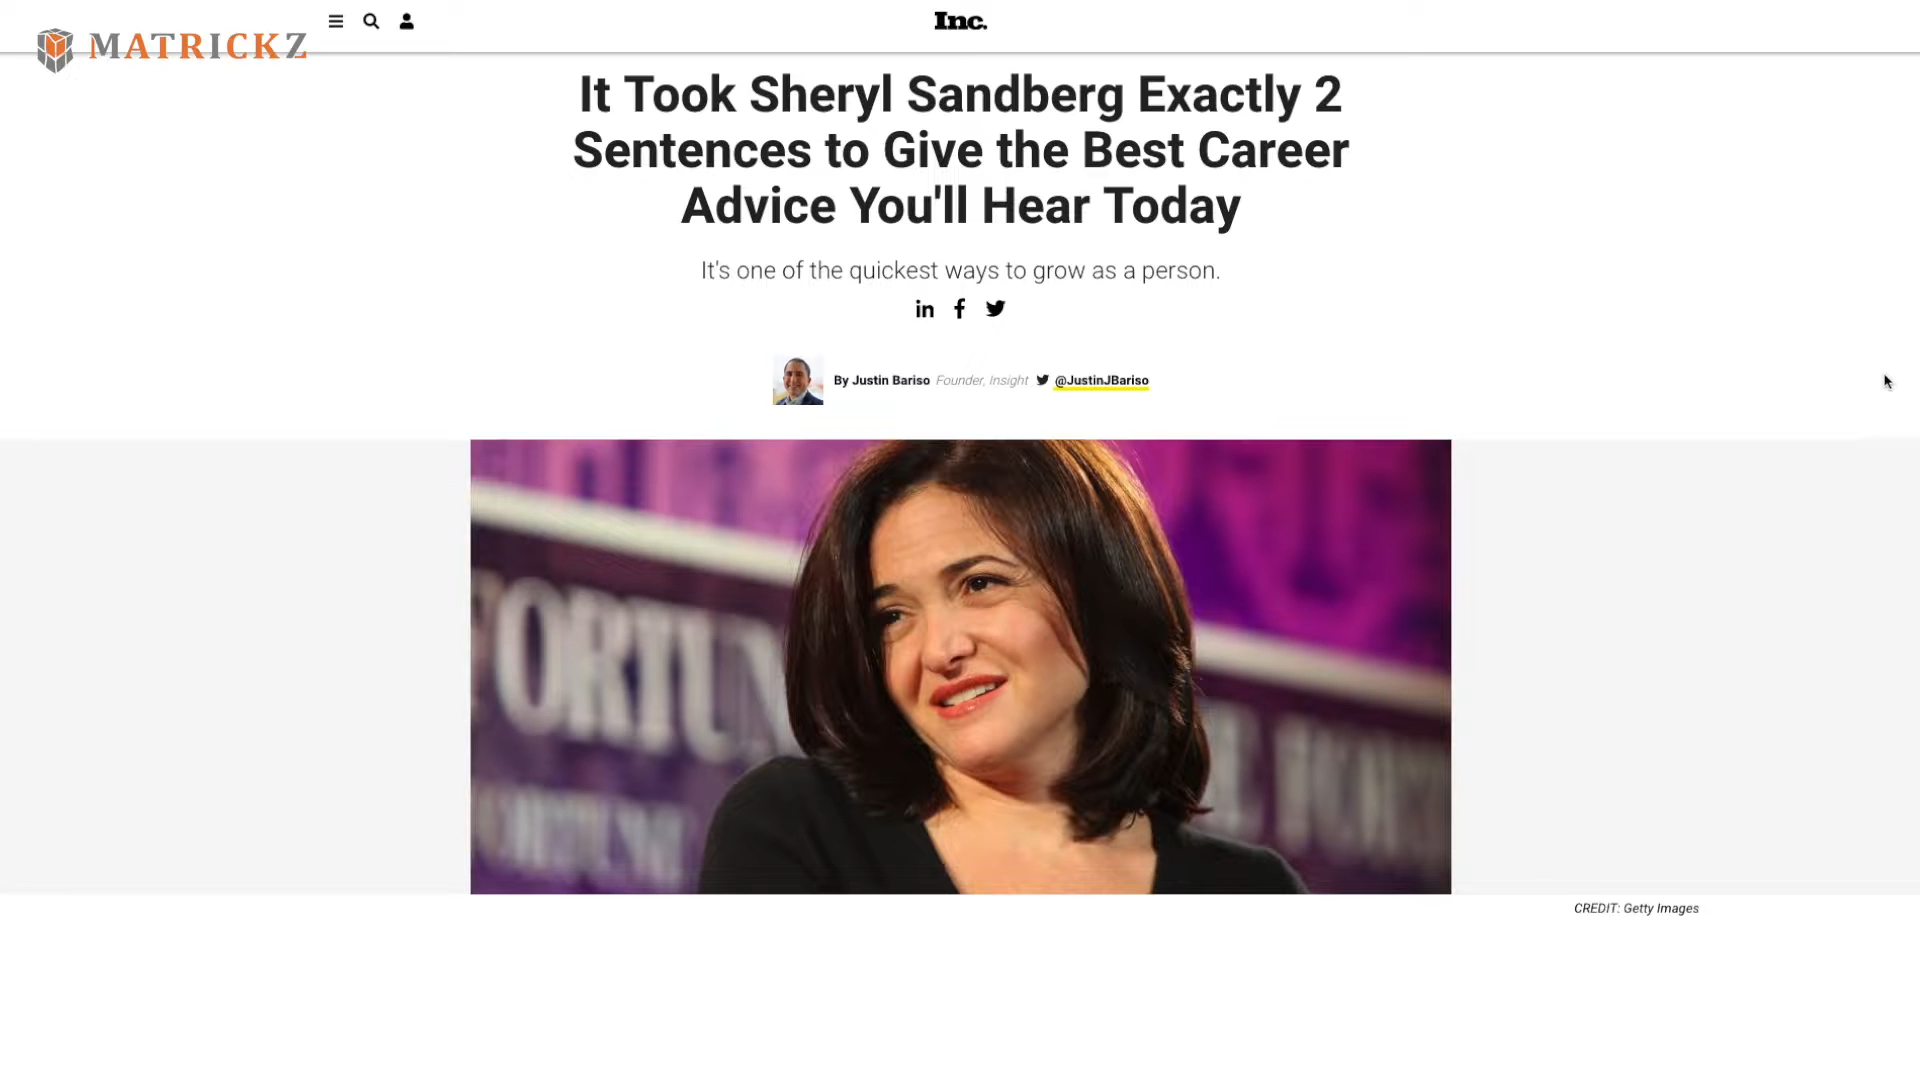 MATRICKZ
Inc.
It Took Sheryl Sandberg Exactly 2
Sentences to Give the Best Career
Advice You'll Hear Today
It's one of the quickest ways to grow as a person.
By Justin Bariso Founder, Insight @JustinJBariso
FORTUN
CREDIT: Getty Images